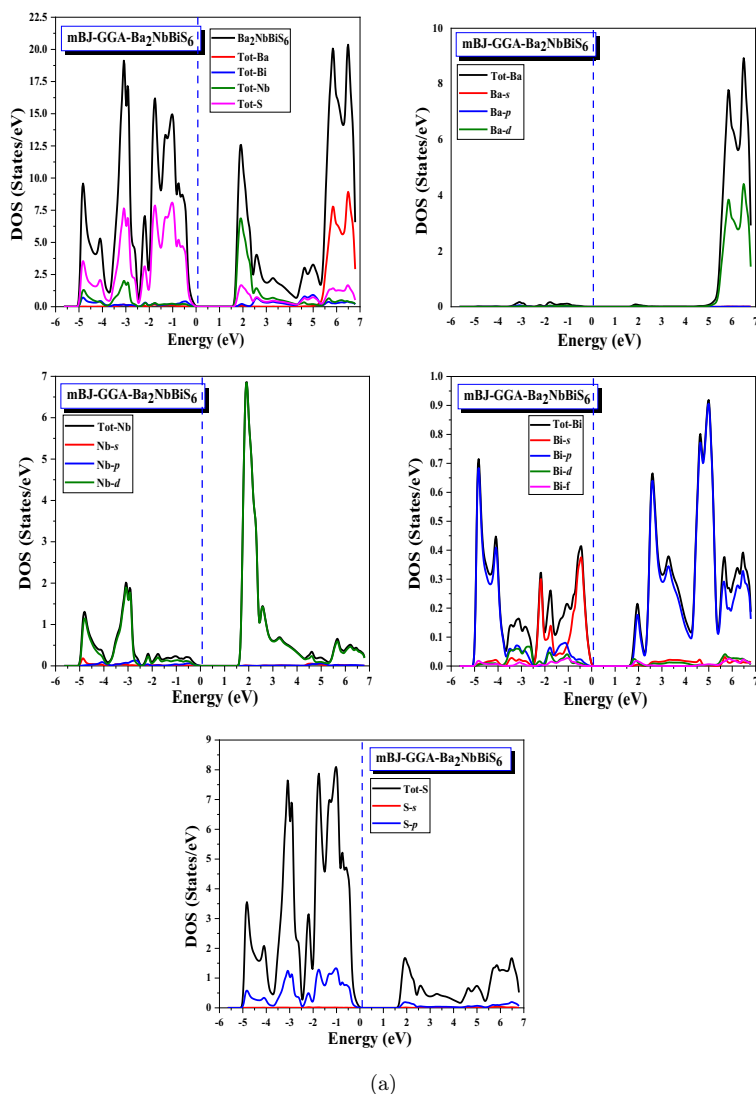 mBJ-GGA-Ba2NbBiS6
Ba2NbBiS6
Tot-Ba
Tot-Bi
Tot-Nb
Tot-S
DOS (States/eV)
22.5
20.0
17.5
15.0
12.5
10.0
7.5
5.0
2.5
0.0
-6 -5 -4 -3 -2 -1 0 1 2 3 4 5 6 7
Energy (eV)
mBJ-GGA-Ba2NbBiS6
Tot-Ba
Ba-s
Ba-p
Ba-d
DOS (States/eV)
10
8
6
4
2
0
-6 -5 -4 -3 -2 -1 0 1 2 3 4 5 6 7
Energy (eV)
mBJ-GGA-Ba2NbBiS6
Tot-Nb
Nb-s
Nb-p
Nb-d
DOS (States/eV)
7
6
5
4
3
2
1
0
-6 -5 -4 -3 -2 -1 0 1 2 3 4 5 6 7
Energy (eV)
mBJ-GGA-Ba2NbBiS6
Tot-Bi
Bi-s
Bi-p
Bi-d
Bi-f
DOS (States/eV)
1.0
0.9
0.8
0.7
0.6
0.5
0.4
0.3
0.2
0.1
0.0
-6 -5 -4 -3 -2 -1 0 1 2 3 4 5 6 7
Energy (eV)
mBJ-GGA-Ba2NbBiS6
Tot-S
S-s
S-p
DOS (States/eV)
9
8
7
6
5
4
3
2
1
0
-6 -5 -4 -3 -2 -1 0 1 2 3 4 5 6 7
Energy (eV)
(a)